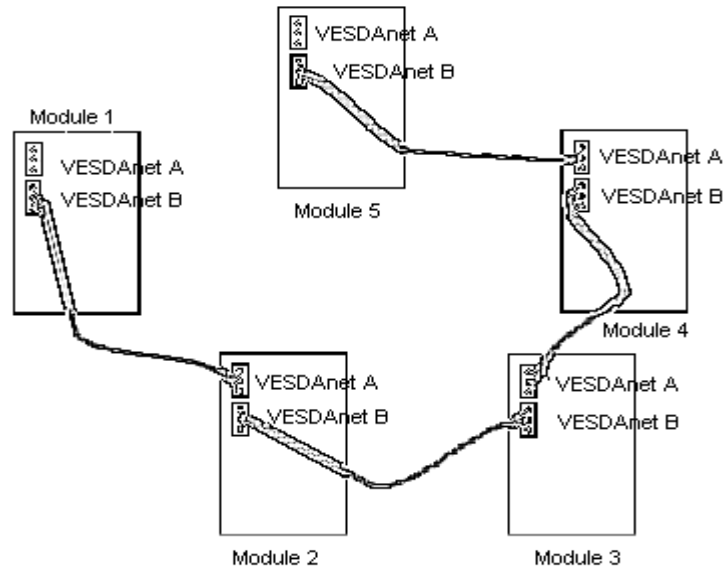 VESDAnet A
VESDAnet B
Module 5
Module 1
VESDAnet A
VESDAnet B
VESDAnet A
VESDAnet B
Module 4
VESDAnet A
VESDAnet B
Module 2
VESDAnet A
VESDAnet B
Module 3